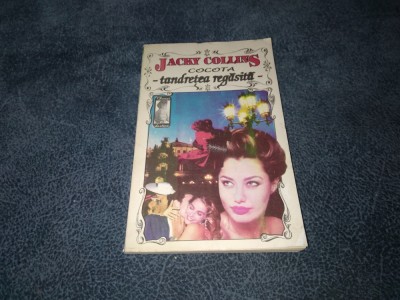 JACKY COLLINS
COCOTA
- tandrețea regăsită -